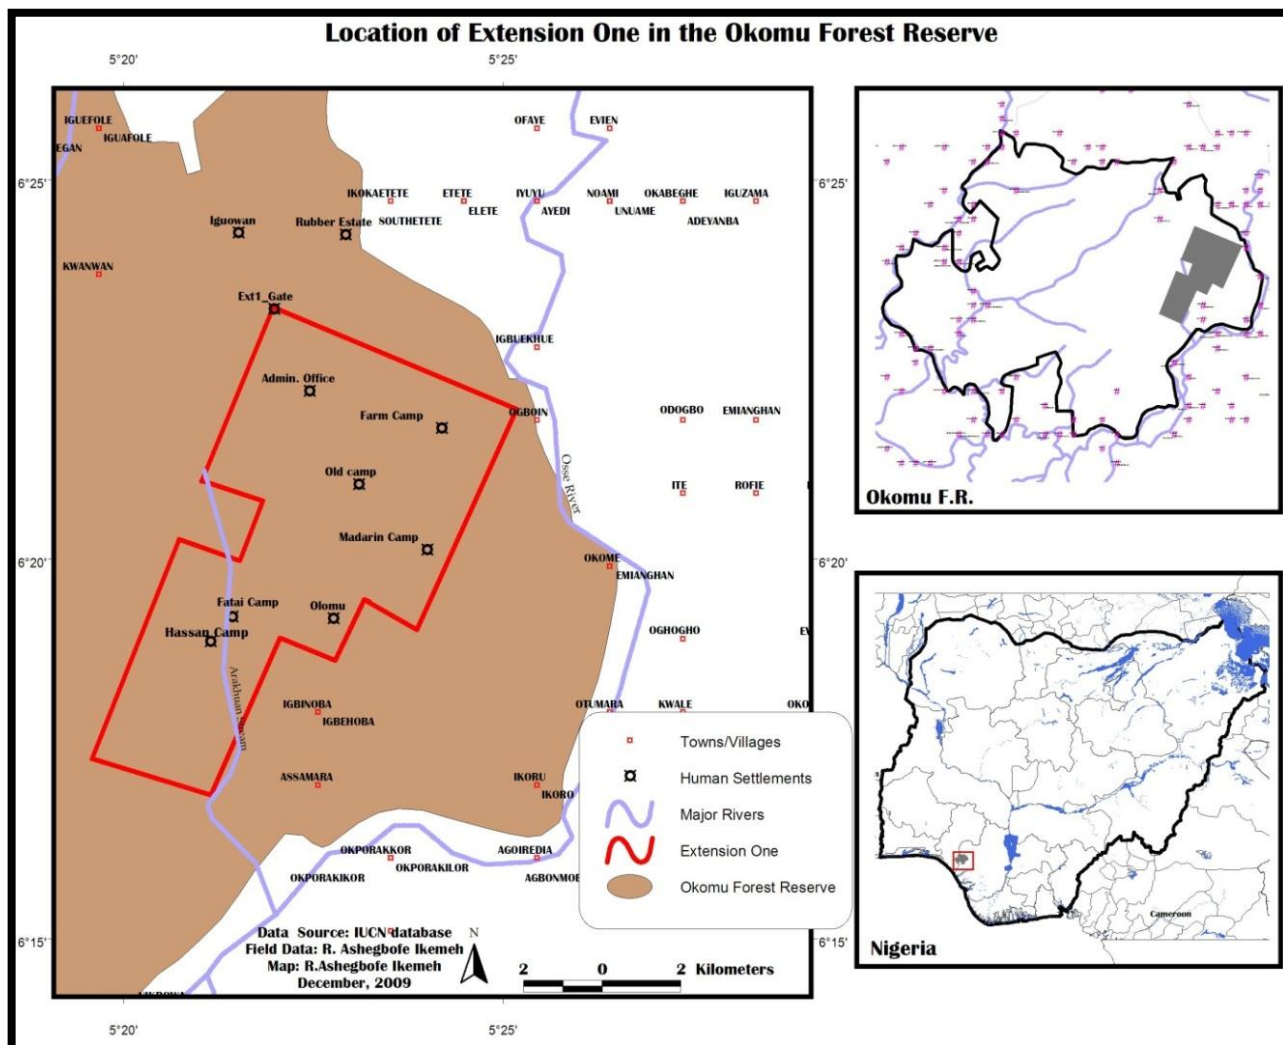 Location of Extension One in the Okomu Forest Reserve
5°20'
5°25'
IGUEFOLE
IGUAFOLE
EGAN
OFAYE
EVIEN
6°25'
6°25'
IKOKAETETE
SOUTHETETE
ETETE
ELETE
IYUYU
AYEDI
NOAMI
UNUAME
OKABEGHE
ADEYANBA
IGUZAMA
Iguowan
Rubber Estate
KWANWAN
Ext1_Gate
IGBUEKHUE
Admin. Office
Farm Camp
OGBOIN
ODOGBO
EMIANGHAN
Old camp
Osse River
ITE
ROFIE
Okomu F.R.
Madarin Camp
6°20'
6°20'
OKOME
EMIANGHAN
Fatai Camp
Olomu
Hassan Camp
OGHOGHO
Arakhuan Stream
IGBINOBA
IGBEHOBA
OTUMARA
KWALE
OKO
ASSAMARA
IKORU
IKORO
OKPORAKKOR
OKPORAKIKOR
OKPORAKILOR
AGOIREDIA
AGBONMOB
Towns/Villages
Human Settlements
Major Rivers
Extension One
Okomu Forest Reserve
Data Source: IUCN database
Field Data: R. Ashegbofe Ikemeh
Map: R.Ashegbofe Ikemeh
December, 2009
N
2 0 2 Kilometers
6°15'
6°15'
Cameroon
Nigeria
5°20'
5°25'